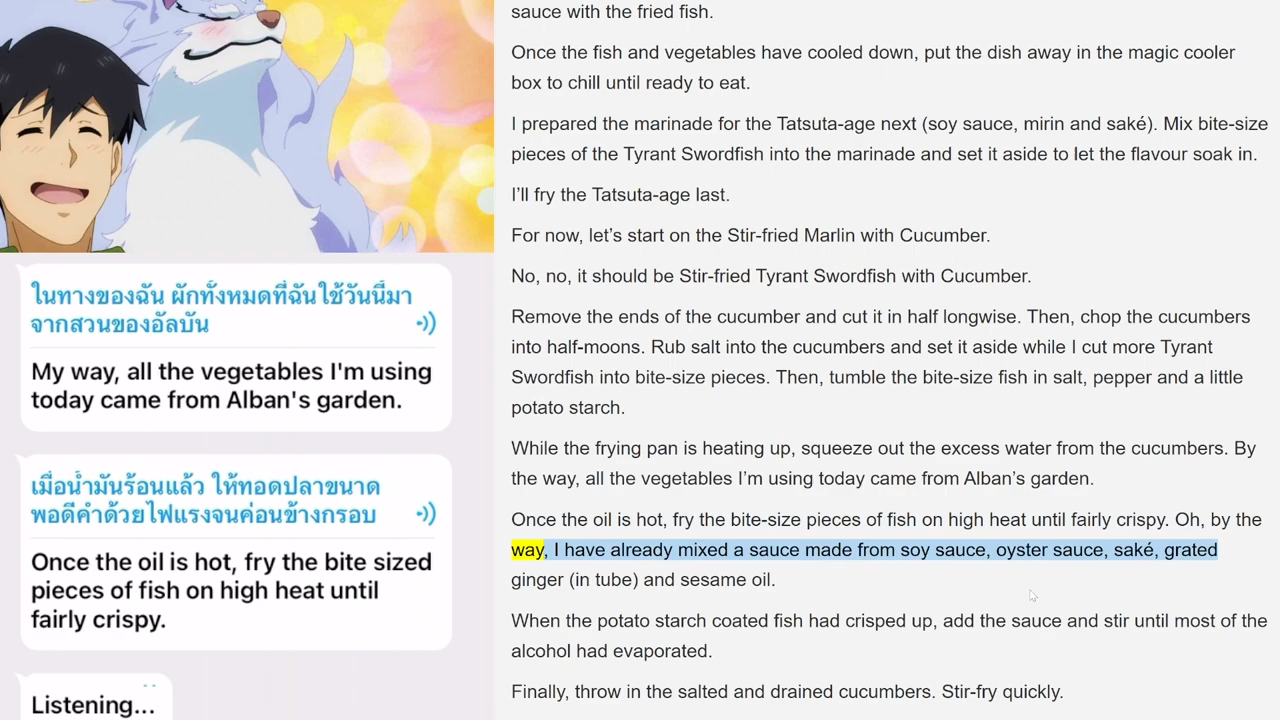 ในทางของฉัน ผักทั้งหมดที่ฉันใช้วันนี้มา
จากสวนของอัลบัน
My way, all the vegetables I'm using
today came from Alban's garden.
เมื่อน้ำมันร้อนแล้ว ให้ทอดปลาขนาด
พอดีคำด้วยไฟแรงจนค่อนข้างกรอบ
Once the oil is hot, fry the bite sized
pieces of fish on high heat until
fairly crispy.
Listening...
sauce with the fried fish.
Once the fish and vegetables have cooled down, put the dish away in the magic cooler
box to chill until ready to eat.
I prepared the marinade for the Tatsuta-age next (soy sauce, mirin and saké). Mix bite-size
pieces of the Tyrant Swordfish into the marinade and set it aside to let the flavour soak in.
I’ll fry the Tatsuta-age last.
For now, let’s start on the Stir-fried Marlin with Cucumber.
No, no, it should be Stir-fried Tyrant Swordfish with Cucumber.
Remove the ends of the cucumber and cut it in half longwise. Then, chop the cucumbers
into half-moons. Rub salt into the cucumbers and set it aside while I cut more Tyrant
Swordfish into bite-size pieces. Then, tumble the bite-size fish in salt, pepper and a little
potato starch.
While the frying pan is heating up, squeeze out the excess water from the cucumbers. By
the way, all the vegetables I’m using today came from Alban’s garden.
Once the oil is hot, fry the bite-size pieces of fish on high heat until fairly crispy. Oh, by the
way, I have already mixed a sauce made from soy sauce, oyster sauce, saké, grated
ginger (in tube) and sesame oil.
When the potato starch coated fish had crisped up, add the sauce and stir until most of the
alcohol had evaporated.
Finally, throw in the salted and drained cucumbers. Stir-fry quickly.